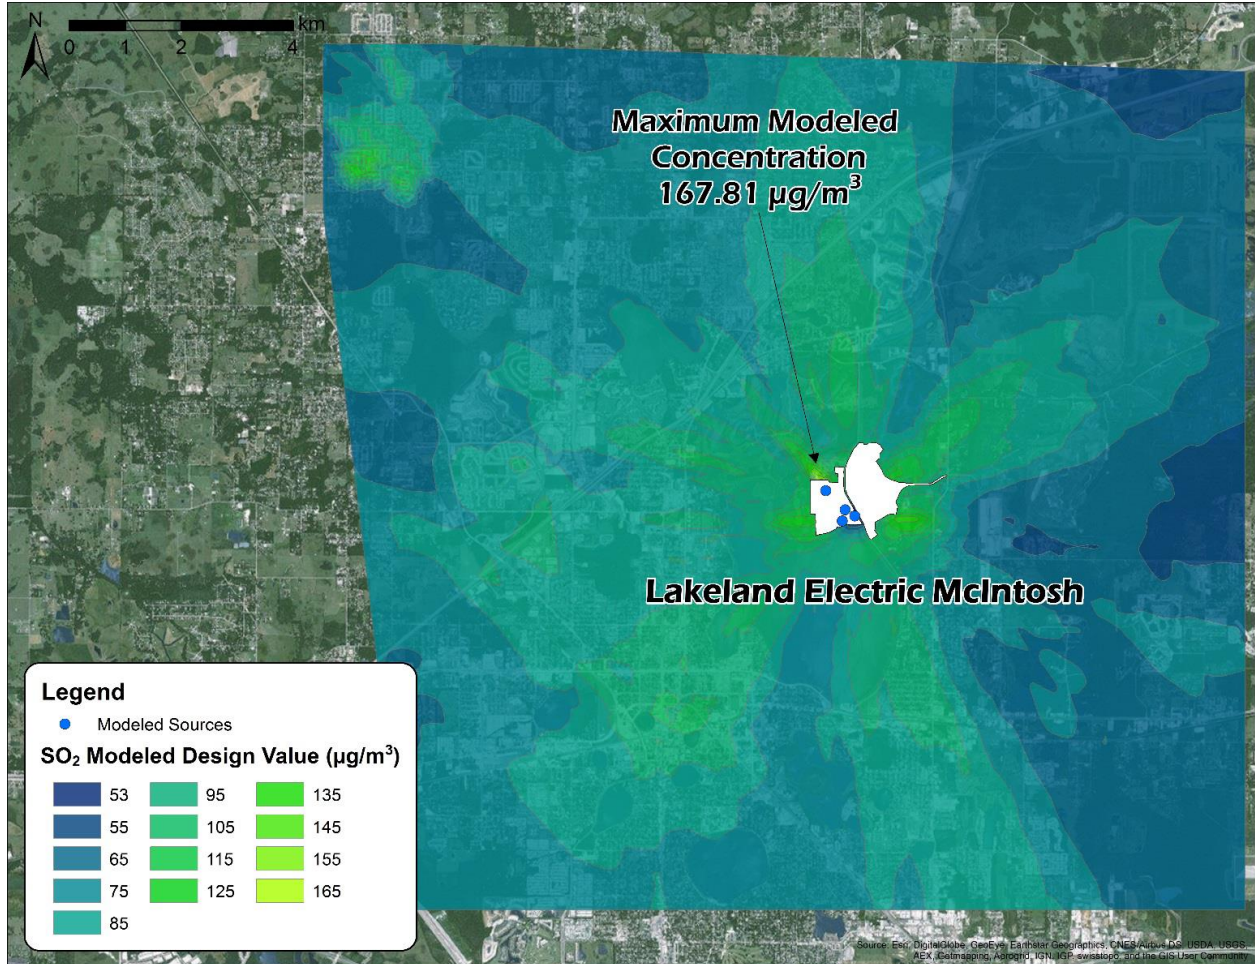 N
km
0 1 2 4
Maximum Modeled
Concentration
167.81 µg/m³
Lakeland Electric McIntosh
Legend
Modeled Sources
SO₂ Modeled Design Value (µg/m³)
53 95 135
55 105 145
65 115 155
75 125 165
85
Source: Esri, DigitalGlobe, GeoEye, Earthstar Geographics, CNES/Airbus DS, USDA, USGS,
AEX, Getmapping, Aerogrid, IGN, IGP, swisstopo, and the GIS User Community